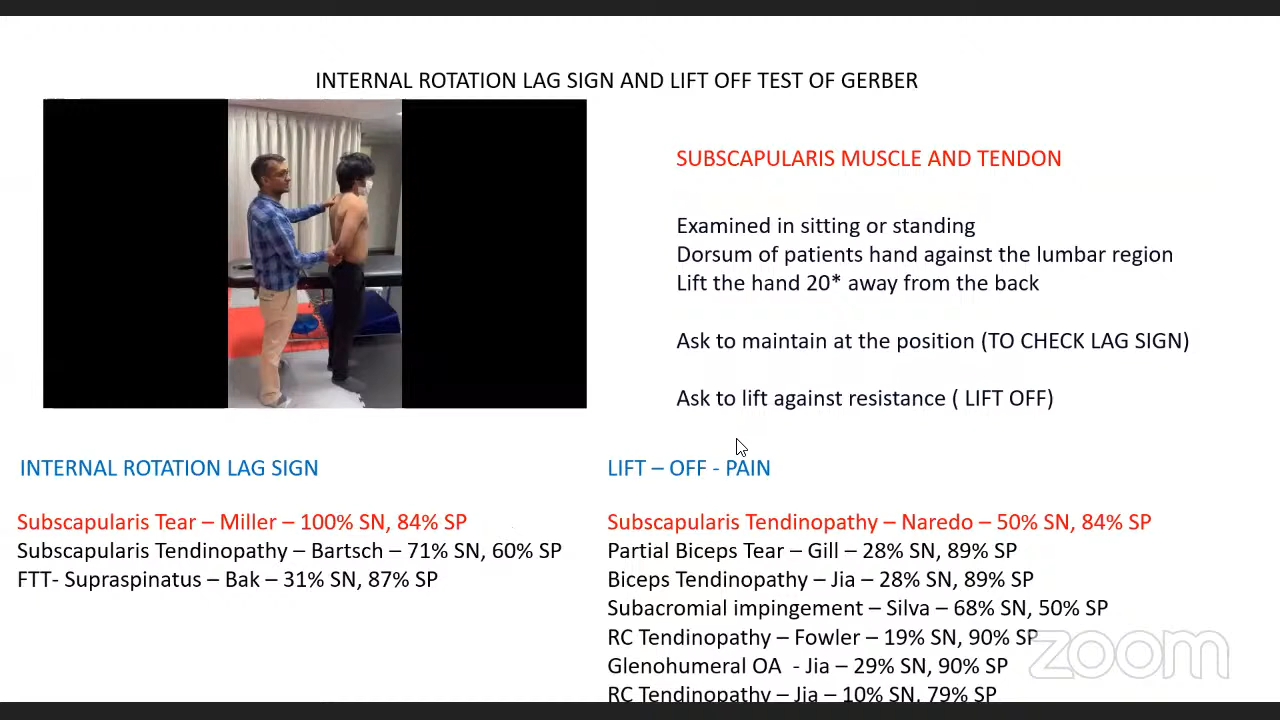 INTERNAL ROTATION LAG SIGN AND LIFT OFF TEST OF GERBER
SUBSCAPULARIS MUSCLE AND TENDON
Examined in sitting or standing
Dorsum of patients hand against the lumbar region
Lift the hand 20* away from the back
Ask to maintain at the position (TO CHECK LAG SIGN)
Ask to lift against resistance ( LIFT OFF)
INTERNAL ROTATION LAG SIGN
Subscapularis Tear – Miller – 100% SN, 84% SP
Subscapularis Tendinopathy – Bartsch – 71% SN, 60% SP
FTT- Supraspinatus – Bak – 31% SN, 87% SP
LIFT – OFF - PAIN
Subscapularis Tendinopathy – Naredo – 50% SN, 84% SP
Partial Biceps Tear – Gill – 28% SN, 89% SP
Biceps Tendinopathy – Jia – 28% SN, 89% SP
Subacromial impingement – Silva – 68% SN, 50% SP
RC Tendinopathy – Fowler – 19% SN, 90% SP
Glenohumeral OA - Jia – 29% SN, 90% SP
RC Tendinopathy – Jia – 10% SN, 79% SP
zoom